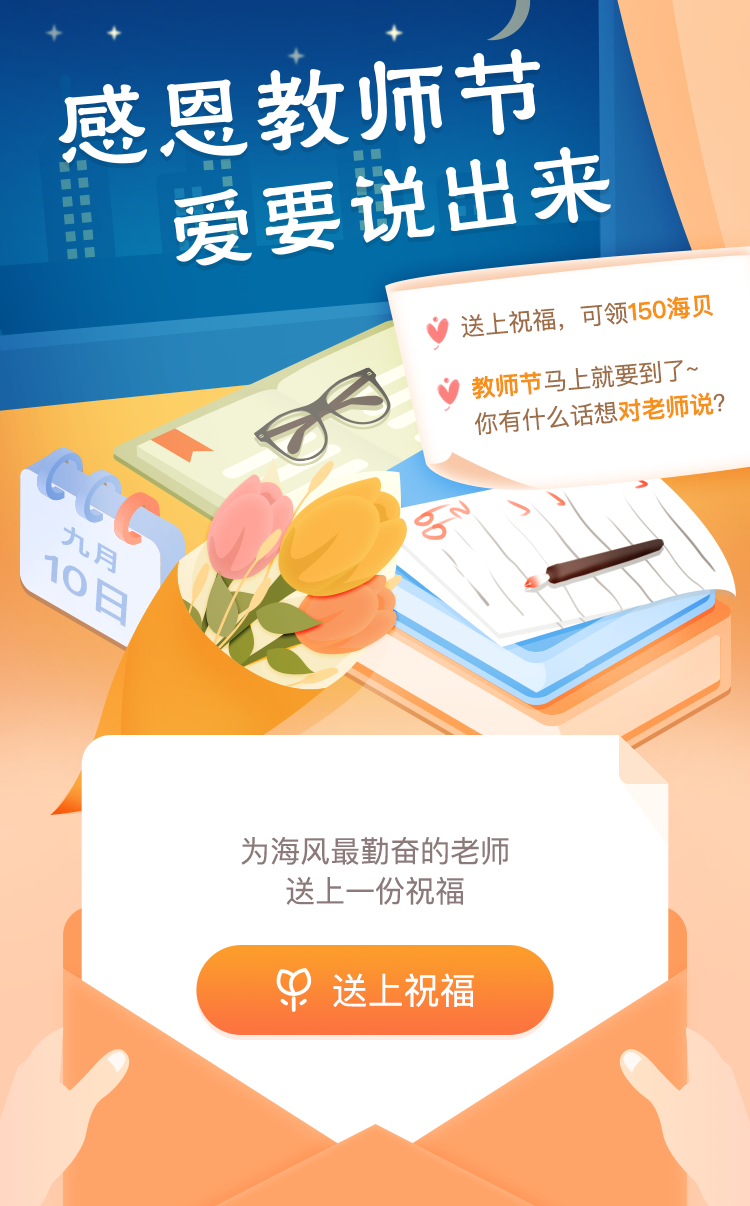 感恩教师节
爱要说出来
送上祝福，可领150海贝
教师节马上就要到了~
你有什么话想对老师说？
九月
10日
为海风最勤奋的老师
送上一份祝福
送上祝福